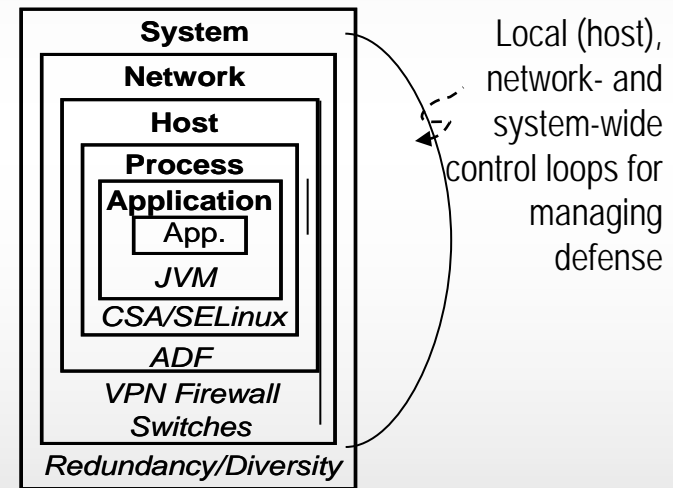 System
Network
Host
Process
Application
App.
JVM
CSA/SELinux
ADF
VPN Firewall
Switches
Redundancy/Diversity
Local (host),
network- and
system-wide
control loops for
managing
defense